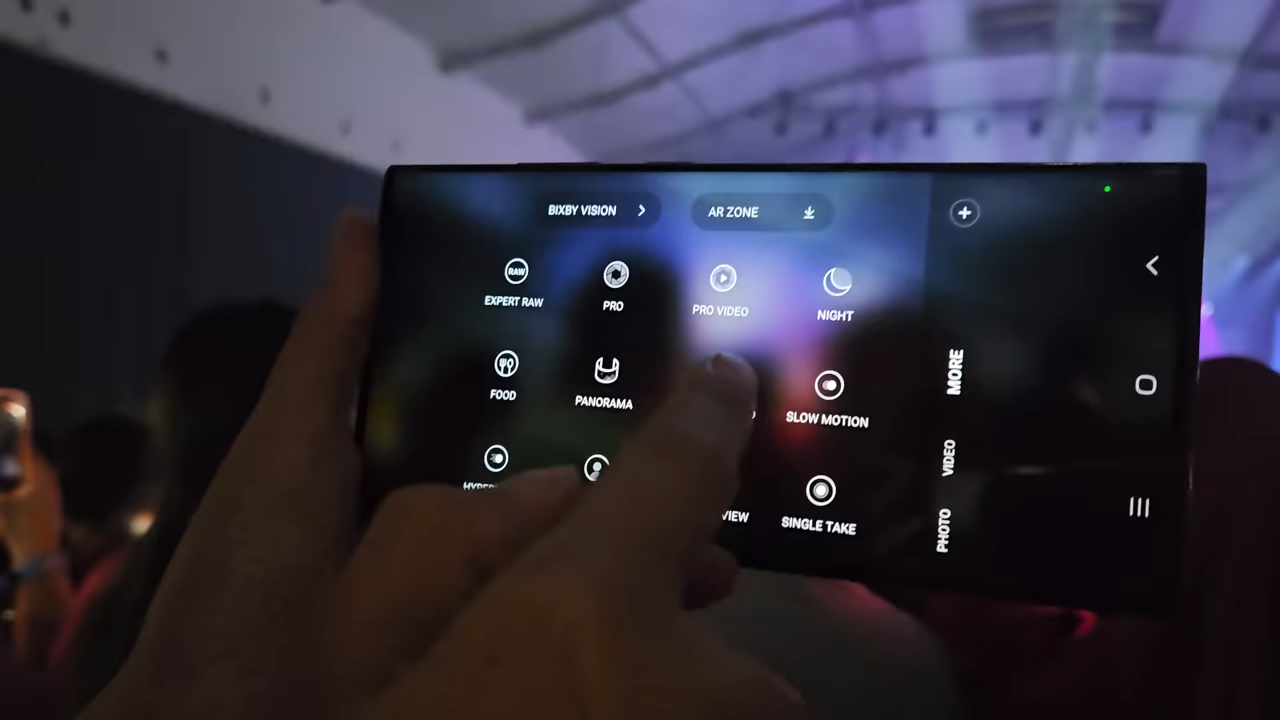 BIXBY VISION
AR ZONE
RAW
EXPERT RAW
PRO
PRO VIDEO
NIGHT
FOOD
PANORAMA
SLOW MOTION
VIEW
SINGLE TAKE
MORE
VIDEO
PHOTO